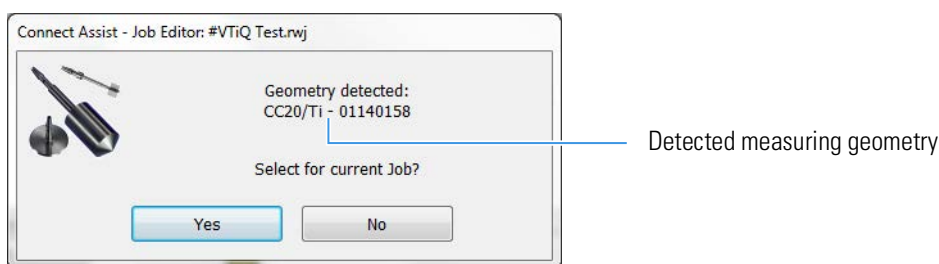 Connect Assist - Job Editor: #VTiQ Test.rwj
Geometry detected:
CC20/Ti - 01140158
Detected measuring geometry
Select for current Job?
Yes
No